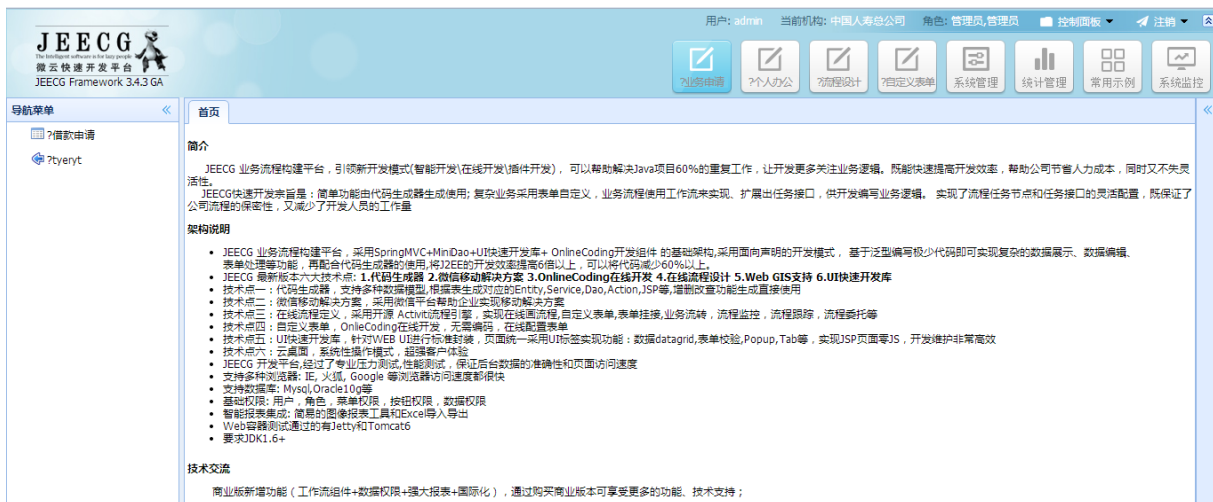 用户: admin 当前机构: 中国人寿总公司 角色: 管理员,管理员 控制面板 注销
JEECG
The Intelligent software is for lazy people
微云快速开发平台
JEECG Framework 3.4.3 GA
?业务申请 ?个人办公 ?流程设计 ?自定义表单 系统管理 统计管理 常用示例 系统监控
导航菜单
?借款申请
?tyeryt
首页
简介
JEECG 业务流程构建平台，引领新开发模式(智能开发\在线开发\插件开发)， 可以帮助解决Java项目60%的重复工作，让开发更多关注业务逻辑。既能快速提高开发效率，帮助公司节省人力成本，同时又不失灵
活性。
JEECG快速开发宗旨是：简单功能由代码生成器生成使用; 复杂业务采用表单自定义，业务流程使用工作流来实现、扩展出任务接口，供开发编写业务逻辑。 实现了流程任务节点和任务接口的灵活配置，既保证了
公司流程的保密性，又减少了开发人员的工作量
架构说明
JEECG 业务流程构建平台，采用SpringMVC+MiniDao+UI快速开发库+ OnlineCoding开发组件 的基础架构,采用面向声明的开发模式， 基于泛型编写极少代码即可实现复杂的数据展示、数据编辑、
表单处理等功能，再配合代码生成器的使用,将J2EE的开发效率提高6倍以上，可以将代码减少60%以上。
JEECG 最新版本六大技术点: 1.代码生成器 2.微信移动解决方案 3.OnlineCoding在线开发 4.在线流程设计 5.Web GIS支持 6.UI快速开发库
技术点一：代码生成器，支持多种数据模型,根据表生成对应的Entity,Service,Dao,Action,JSP等,增删改查功能生成直接使用
技术点二：微信移动解决方案，采用微信平台帮助企业实现移动解决方案
技术点三：在线流程定义，采用开源 Activit流程引擎，实现在线画流程,自定义表单,表单挂接,业务流转，流程监控，流程跟踪，流程委托等
技术点四：自定义表单，OnlieCoding在线开发，无需编码，在线配置表单
技术点五：UI快速开发库，针对WEB UI进行标准封装，页面统一采用UI标签实现功能：数据datagrid,表单校验,Popup,Tab等，实现JSP页面零JS，开发维护非常高效
技术点六：云桌面，系统性操作模式，超强客户体验
JEECG 开发平台,经过了专业压力测试,性能测试，保证后台数据的准确性和页面访问速度
支持多种浏览器: IE, 火狐, Google 等浏览器访问速度都很快
支持数据库: Mysql,Oracle10g等
基础权限: 用户，角色，菜单权限，按钮权限，数据权限
智能报表集成: 简易的图像报表工具和Excel导入导出
Web容器测试通过的有Jetty和Tomcat6
要求JDK1.6+
技术交流
商业版新增功能（工作流组件+数据权限+强大报表+国际化），通过购买商业版本可享受更多的功能、技术支持；